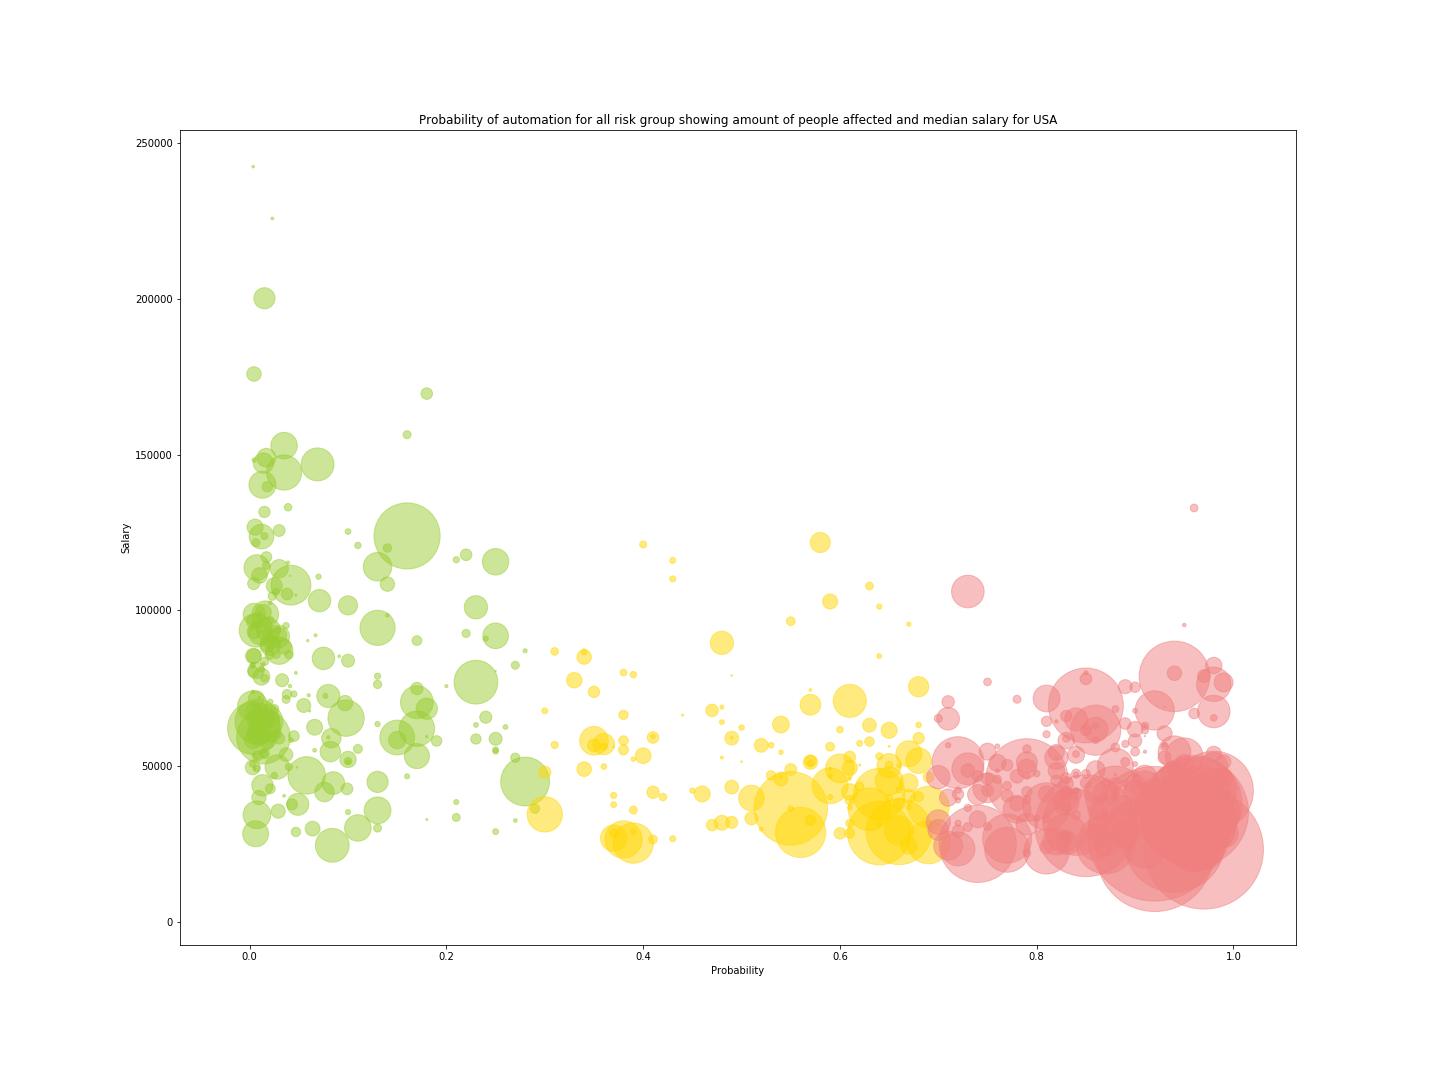 Probability of automation for all risk group showing amount of people affected and median salary for USA
250000
200000
150000
Salary
100000
50000
0
0.0 0.2 0.4 0.6 0.8 1.0
Probability